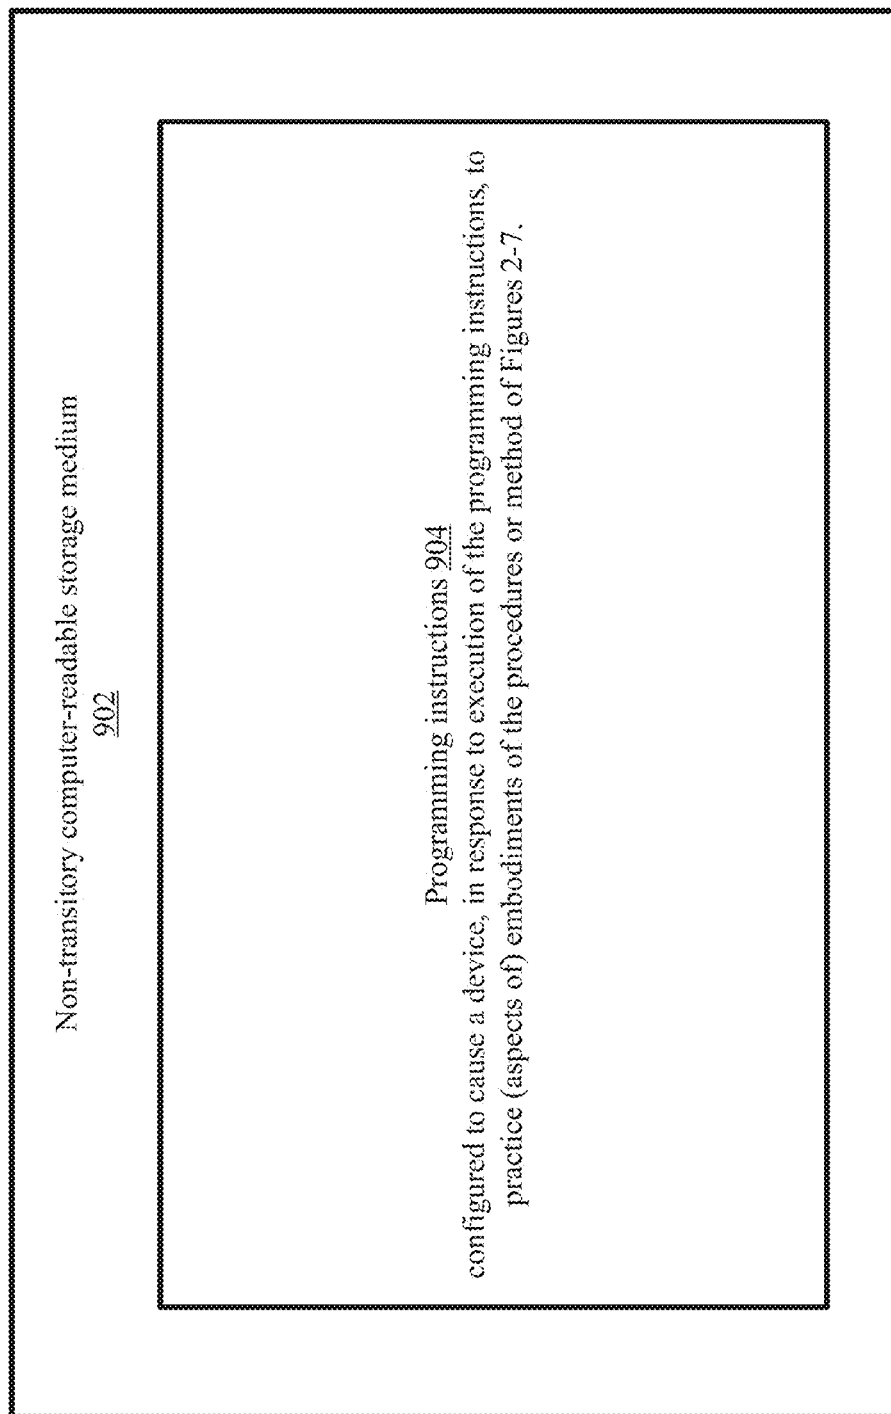 Non-transitory computer-readable storage medium
902
Programming instructions 904
configured to cause a device, in response to execution of the programming instructions, to
practice (aspects of) embodiments of the procedures or method of Figures 2-7.